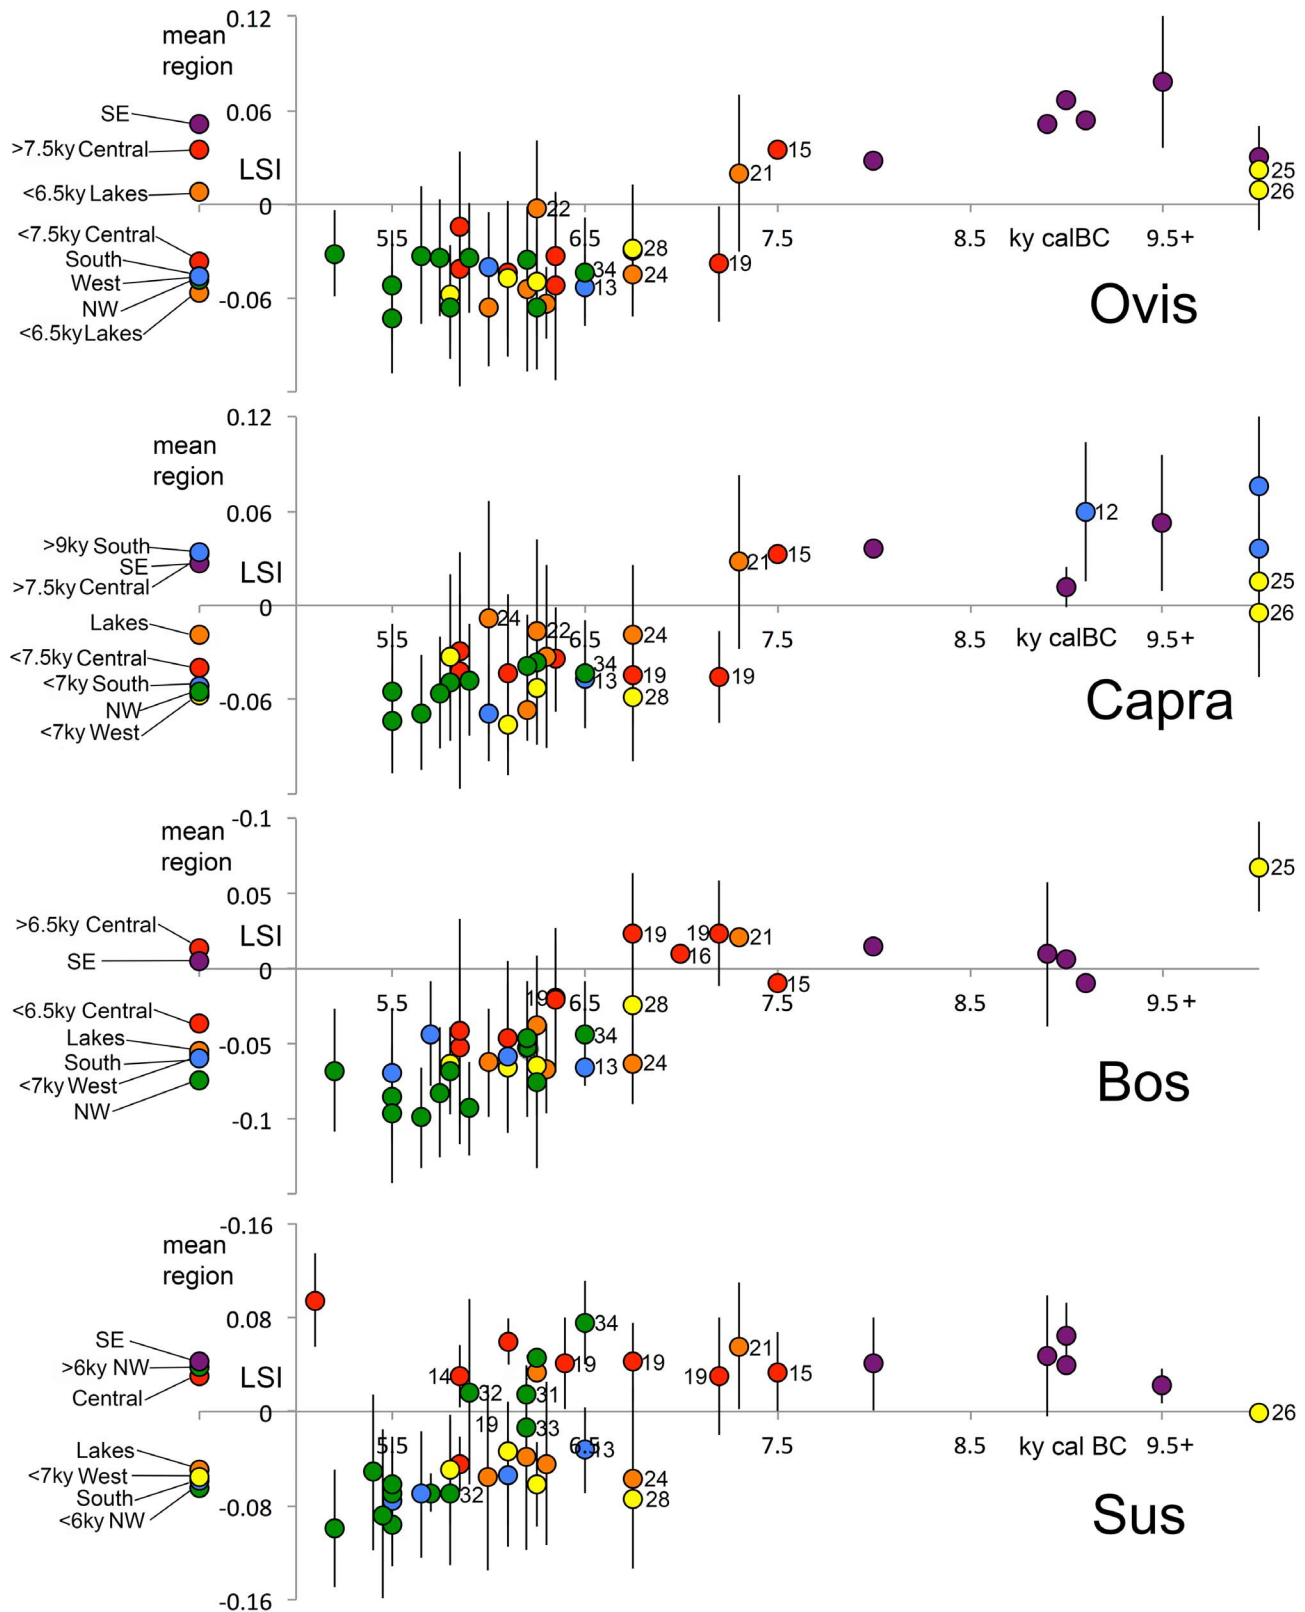 0.12
mean
region
SE
0.06
>7.5ky Central
LSI
15
21
25
<6.5ky Lakes
26
0
22
<7.5ky Central
5.5
6.5
7.5
8.5
ky calBC
9.5+
South
28
West
34
24
19
13
NW
-0.06
Ovis
<6.5ky Lakes
0.12
mean
region
0.06
12
>9ky South
SE
15
21
LSI
25
>7.5ky Central
0
26
Lakes
24
22
24
5.5
6.5
7.5
8.5
ky calBC
9.5+
<7.5ky Central
34
19
19
<7ky South
13
28
NW
-0.06
Capra
<7ky West
-0.1
mean
region
25
0.05
>6.5ky Central
LSI
19
19
21
16
SE
0
15
19
5.5
6.5
7.5
8.5
9.5+
28
<6.5ky Central
34
Lakes
-0.05
South
13
24
<7ky West
Bos
NW
-0.1
-0.16
mean
region
0.08
34
SE
21
>6ky NW
LSI
14
19
19
19
15
Central
32
31
0
26
19
33
5.5
6.5
13
7.5
8.5
ky cal BC
9.5+
Lakes
<7ky West
24
South
32
28
-0.08
<6ky NW
Sus
-0.16